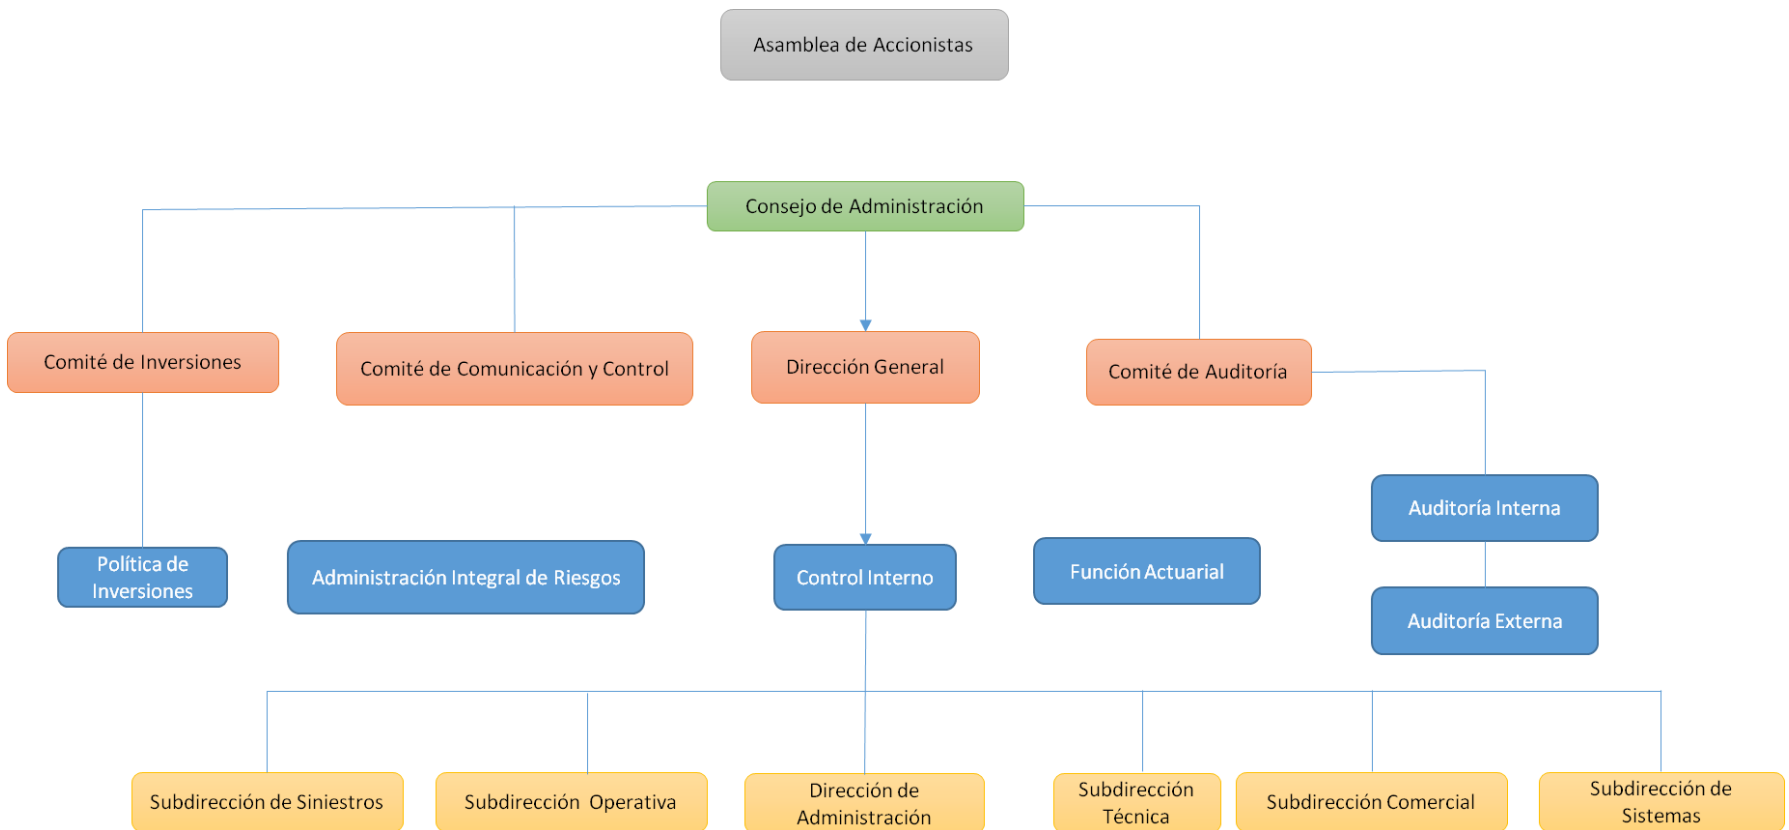 Asamblea de Accionistas
Consejo de Administración
Comité de Inversiones
Comité de Comunicación y Control
Dirección General
Comité de Auditoría
Política de
Inversiones
Administración Integral de Riesgos
Control Interno
Función Actuarial
Auditoría Interna
Auditoría Externa
Subdirección de Siniestros
Subdirección Operativa
Dirección de
Administración
Subdirección
Técnica
Subdirección Comercial
Subdirección de
Sistemas